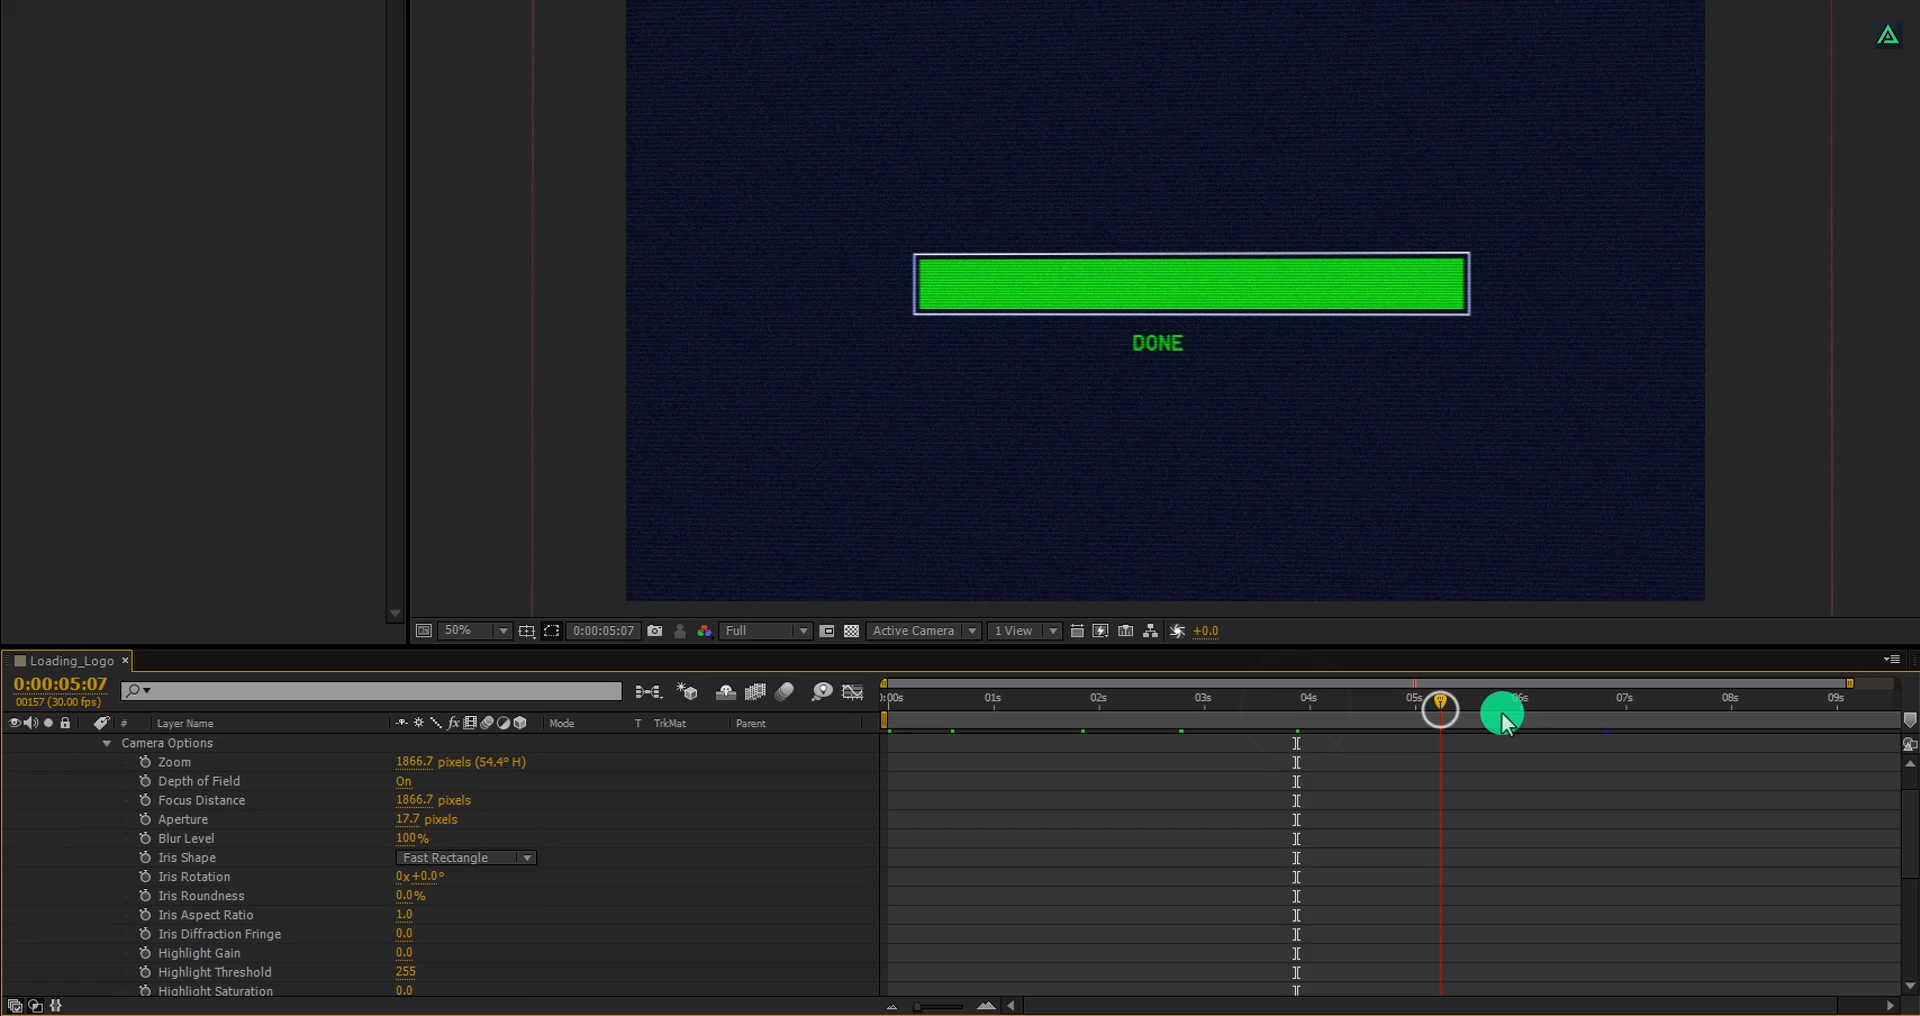 DONE
50%
0:00:05:07
Full
Active Camera
1 View
+0.0
Loading_Logo ×
0:00:05:07
00157 (30.00 fps)
:00s 01s 02s 03s 04s 05s 06s 07s 08s 09s
# Layer Name fx Mode T TrkMat Parent
Camera Options
Zoom 1866.7 pixels (54.4° H)
Depth of Field On
Focus Distance 1866.7 pixels
Aperture 17.7 pixels
Blur Level 100%
Iris Shape Fast Rectangle
Iris Rotation 0x+0.0°
Iris Roundness 0.0%
Iris Aspect Ratio 1.0
Iris Diffraction Fringe 0.0
Highlight Gain 0.0
Highlight Threshold 255
Highlight Saturation 0.0